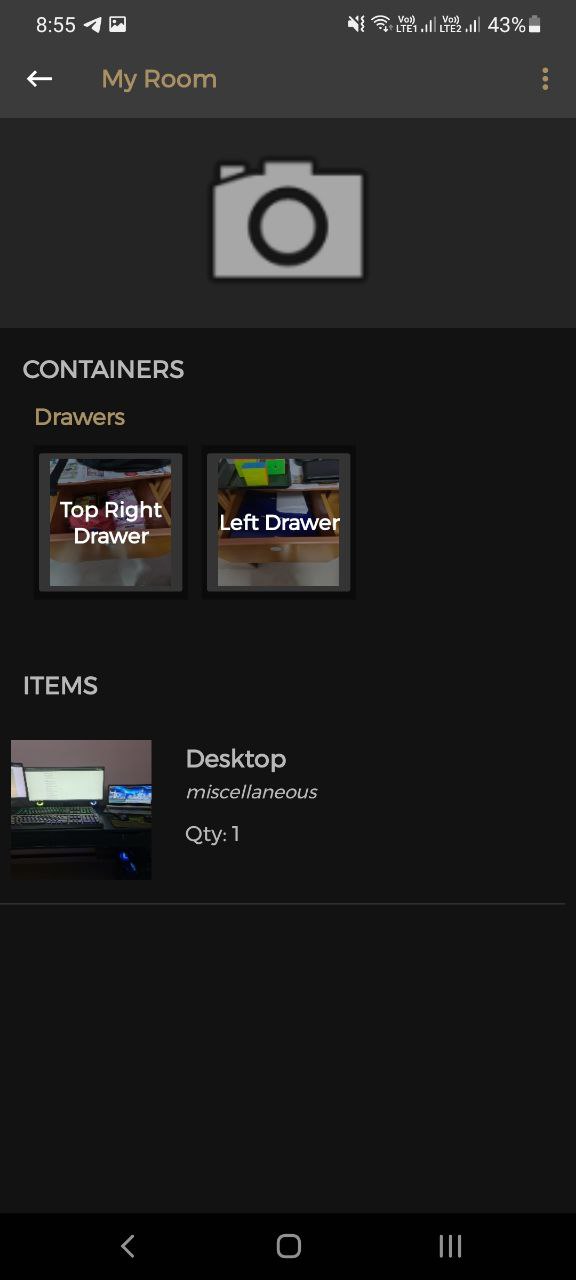 8:55
Vo)) LTE1 Vo)) LTE2 43%
My Room
CONTAINERS
Drawers
Top Right
Drawer
Left Drawer
ITEMS
Desktop
miscellaneous
Qty: 1